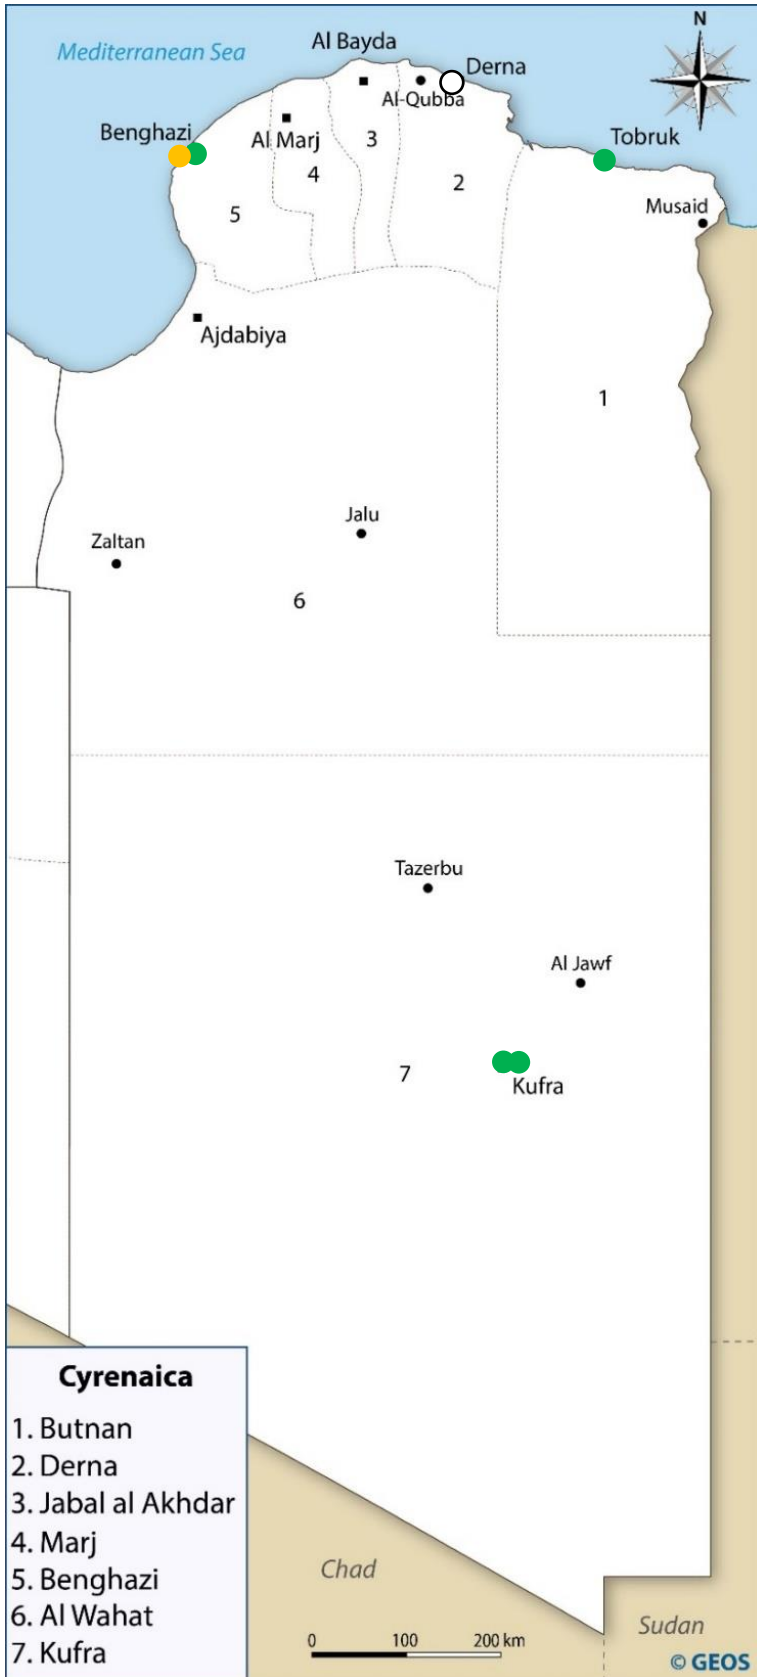 N
Mediterranean Sea
Al Bayda
Derna
Al-Qubba
Benghazi
Al Marj
Tobruk
3
4
2
5
Musaid
Ajdabiya
1
Jalu
Zaltan
6
Tazerbu
Al Jawf
7
Kufra
Cyrenaica
1. Butnan
2. Derna
3. Jabal al Akhdar
4. Marj
5. Benghazi
6. Al Wahat
7. Kufra
Chad
Sudan
0 100 200 km
© GEOS